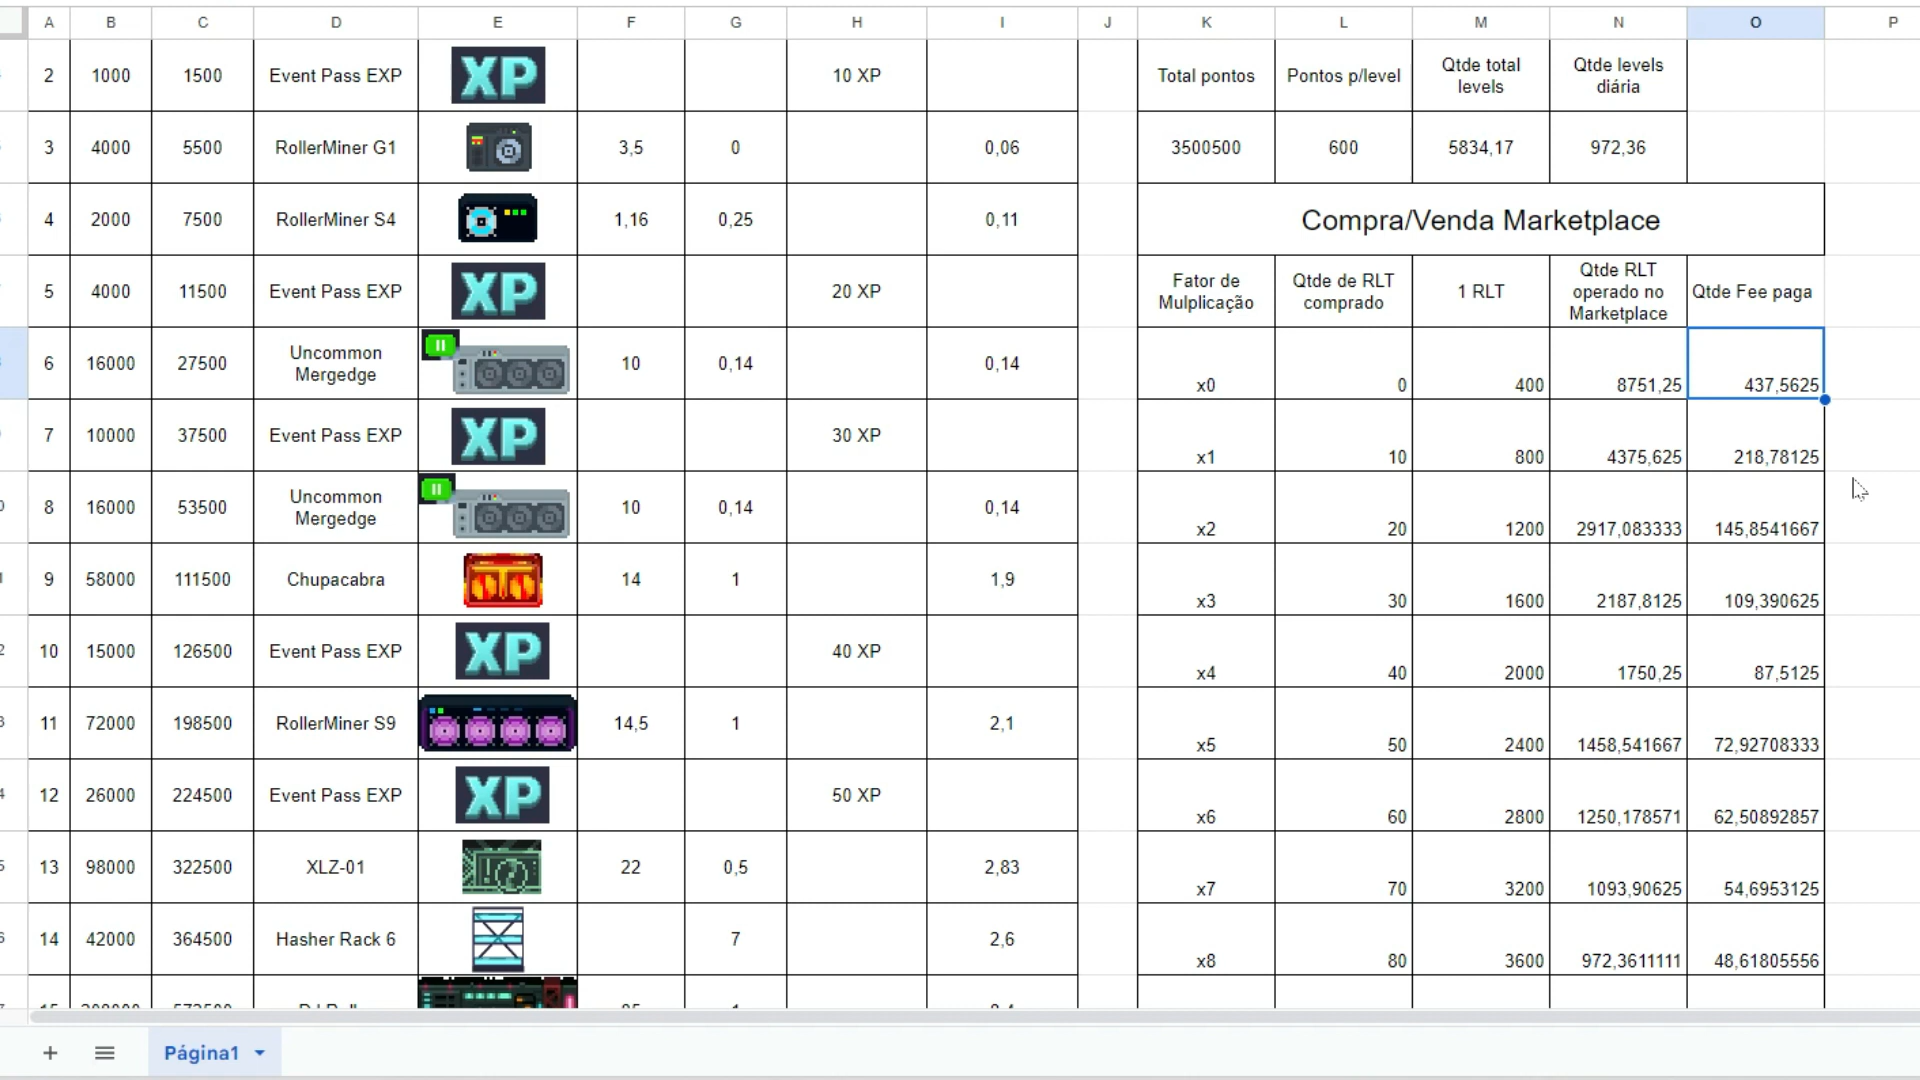 A B C D E F G H I J K L M N O P
2 1000 1500 Event Pass EXP XP 10 XP Total pontos Pontos p/level Qtde total levels Qtde levels diária
3 4000 5500 RollerMiner G1 3,5 0 0,06 3500500 600 5834,17 972,36
4 2000 7500 RollerMiner S4 1,16 0,25 0,11 Compra/Venda Marketplace
5 4000 11500 Event Pass EXP XP 20 XP Fator de Mulplicação Qtde de RLT comprado 1 RLT Qtde RLT operado no Marketplace Qtde Fee paga
6 16000 27500 Uncommon Mergedge II 10 0,14 0,14 x0 0 400 8751,25 437,5625
7 10000 37500 Event Pass EXP XP 30 XP x1 10 800 4375,625 218,78125
8 16000 53500 Uncommon Mergedge II 10 0,14 0,14 x2 20 1200 2917,083333 145,8541667
9 58000 111500 Chupacabra 14 1 1,9 x3 30 1600 2187,8125 109,390625
10 15000 126500 Event Pass EXP XP 40 XP x4 40 2000 1750,25 87,5125
11 72000 198500 RollerMiner S9 14,5 1 2,1 x5 50 2400 1458,541667 72,92708333
12 26000 224500 Event Pass EXP XP 50 XP x6 60 2800 1250,178571 62,50892857
13 98000 322500 XLZ-01 22 0,5 2,83 x7 70 3200 1093,90625 54,6953125
14 42000 364500 Hasher Rack 6 7 2,6 x8 80 3600 972,3611111 48,61805556
Página1